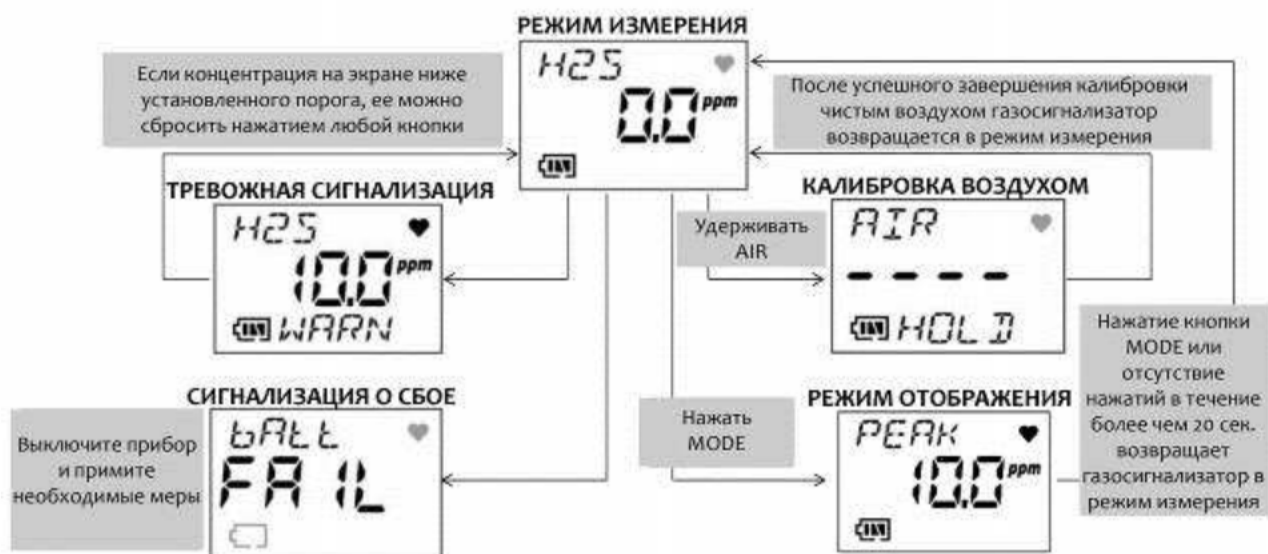 РЕЖИМ ИЗМЕРЕНИЯ
H2S
0.0 ppm
Если концентрация на экране ниже
установленного порога, ее можно
сбросить нажатием любой кнопки
После успешного завершения калибровки
чистым воздухом газосигнализатор
возвращается в режим измерения
ТРЕВОЖНАЯ СИГНАЛИЗАЦИЯ
H2S
10.0 ppm
WARN
КАЛИБРОВКА ВОЗДУХОМ
Удерживать
AIR
AIR
- - - -
HOLD
СИГНАЛИЗАЦИЯ О СБОЕ
Выключите прибор
и примите
необходимые меры
bAtt
FAIL
РЕЖИМ ОТОБРАЖЕНИЯ
Нажать
MODE
PEAK
10.0 ppm
Нажатие кнопки
MODE или
отсутствие
нажатий в течение
более чем 20 сек.
возвращает
газосигнализатор в
режим измерения